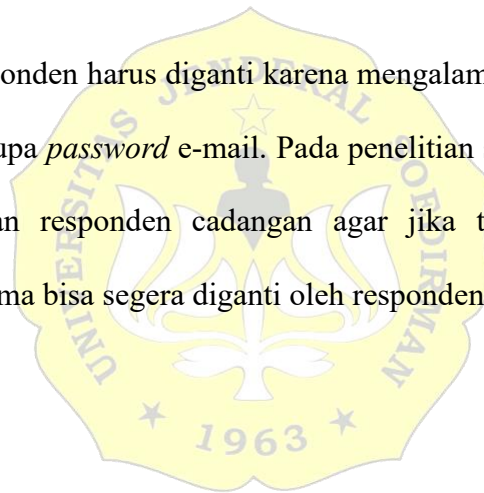 ponden harus diganti karena mengalam
upa password e-mail. Pada penelitian
an responden cadangan agar jika t
ma bisa segera diganti oleh responden
UNIVERSITAS JENDERAL SOEDIRMAN
1963